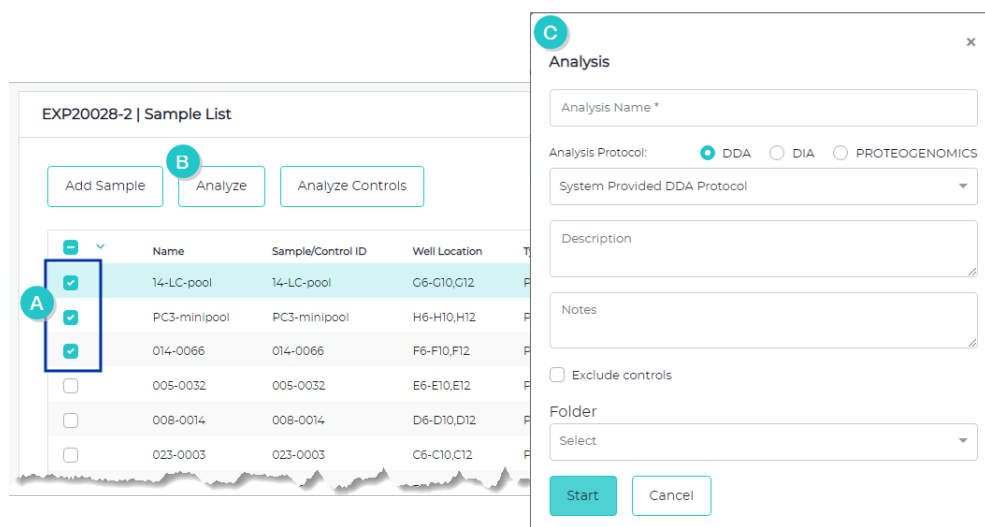 EXP20028-2 | Sample List
B
Add Sample Analyze Analyze Controls
Name Sample/Control ID Well Location
A
14-LC-pool 14-LC-pool G6-G10,G12 P
PC3-minipool PC3-minipool H6-H10,H12 P
014-0066 014-0066 F6-F10,F12 P
005-0032 005-0032 E6-E10,E12 P
008-0014 008-0014 D6-D10,D12 P
023-0003 023-0003 C6-C10,C12 P
C
×
Analysis
Analysis Name *
Analysis Protocol: DDA DIA PROTEOGENOMICS
System Provided DDA Protocol
Description
Notes
Exclude controls
Folder
Select
Start Cancel